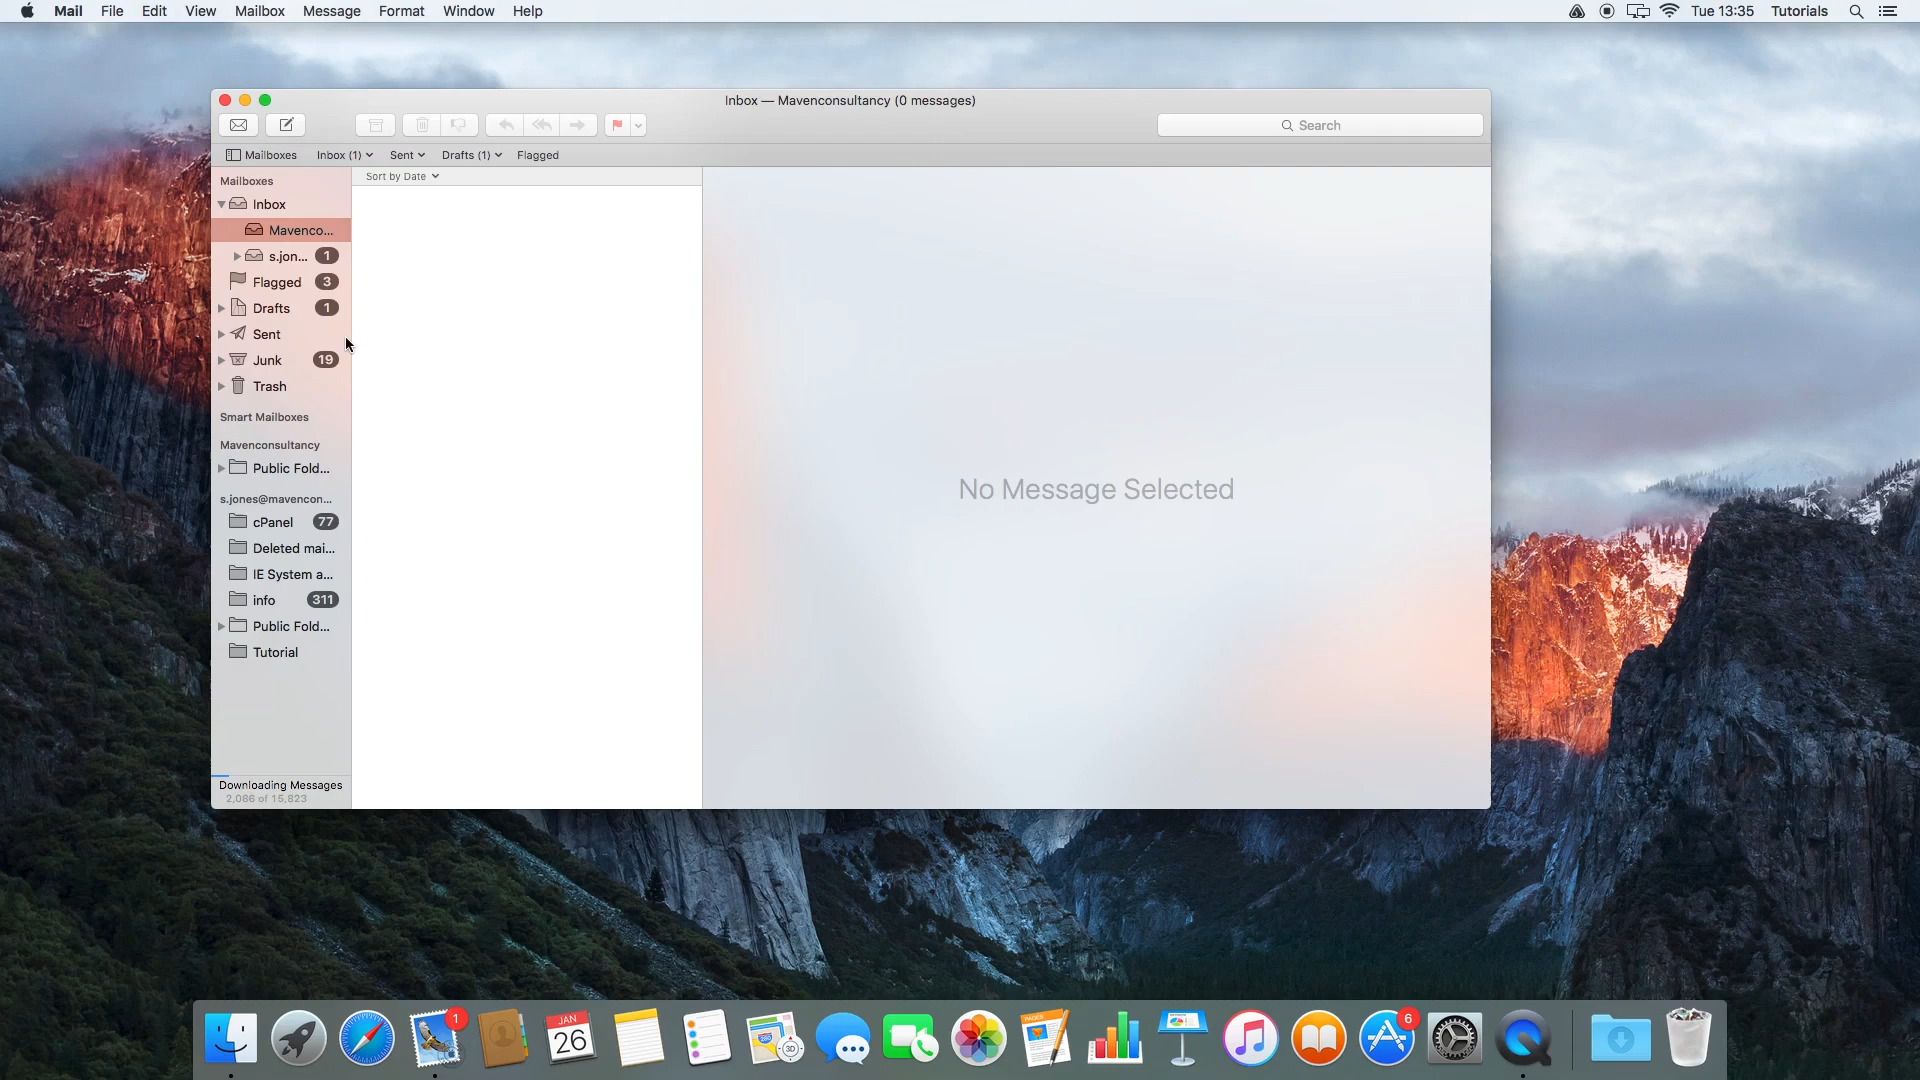 Mail File Edit View Mailbox Message Format Window Help Tue 13:35 Tutorials
Inbox — Mavenconsultancy (0 messages)
Search
Mailboxes Inbox (1) Sent Drafts (1) Flagged
Mailboxes
Sort by Date
Inbox
Mavenco...
s.jon... 1
Flagged 3
Drafts 1
Sent
Junk 19
Trash
Smart Mailboxes
Mavenconsultancy
Public Fold...
s.jones@mavencon...
cPanel 77
Deleted mai...
IE System a...
info 311
Public Fold...
Tutorial
No Message Selected
Downloading Messages
2,086 of 15,823
1
JAN
26
280
3D
PAGES
6